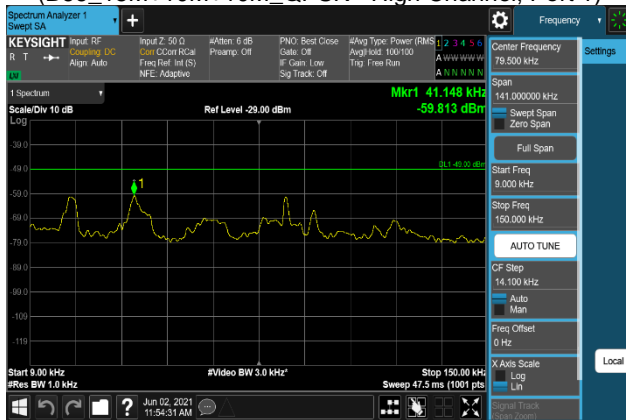 Spectrum Analyzer 1
Swept SA
Frequency
KEYSIGHT
R T
LXI
Input: RF
Coupling: DC
Align: Auto
Input Z: 50 Ω
Corr CCorr RCal
Freq Ref: Int (S)
NFE: Adaptive
#Atten: 6 dB
Preamp: Off
PNO: Best Close
Gate: Off
IF Gain: Low
Sig Track: Off
#Avg Type: Power (RMS
Avg|Hold: 100/100
Trig: Free Run
1 2 3 4 5 6
A W W W W W
A N N N N N
1 Spectrum
Scale/Div 10 dB
Ref Level -29.00 dBm
Mkr1 41.148 kHz
-59.813 dBm
Log
-39.0
-49.0
-59.0
-69.0
-79.0
-89.0
-99.0
-109
-119
DL1 -49.00 dBm
1
Start 9.00 kHz
#Res BW 1.0 kHz
#Video BW 3.0 kHz*
Stop 150.00 kHz
Sweep 47.5 ms (1001 pts
Jun 02, 2021
11:54:31 AM
Center Frequency
79.500 kHz
Span
141.000000 kHz
Swept Span
Zero Span
Full Span
Start Freq
9.000 kHz
Stop Freq
150.000 kHz
AUTO TUNE
CF Step
14.100 kHz
Auto
Man
Freq Offset
0 Hz
X Axis Scale
Log
Lin
Signal Track
(Span Zoom)
Settings
Local